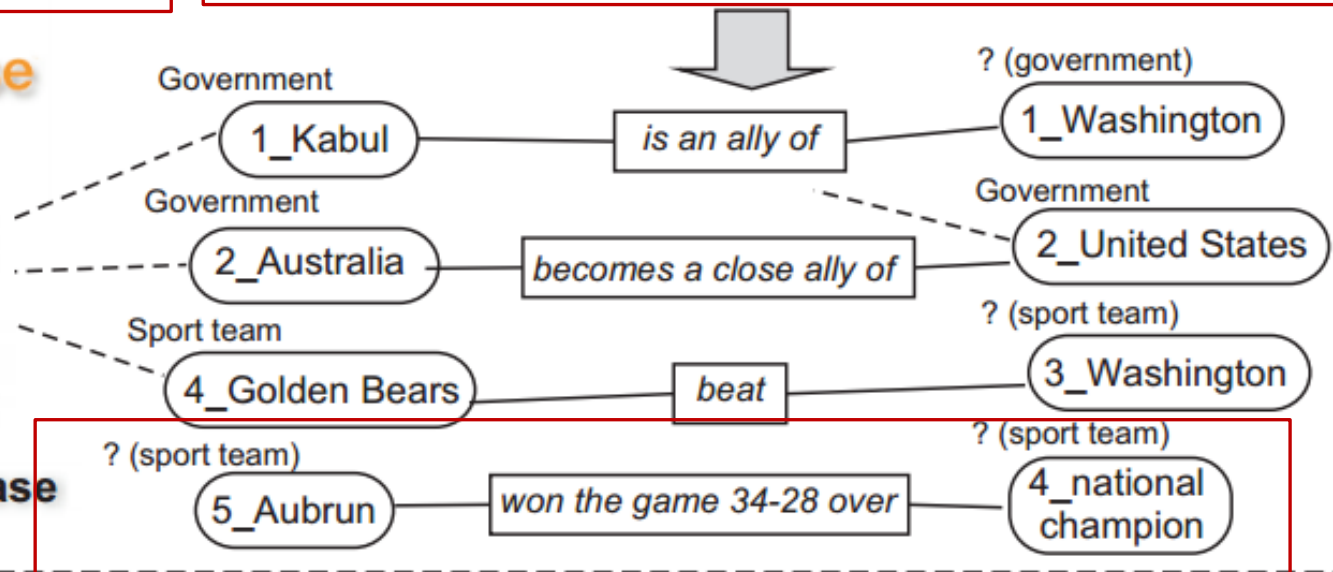 e
Government
? (government)
1_Kabul
is an ally of
1_Washington
Government
Government
2_Australia
becomes a close ally of
2_United States
Sport team
? (sport team)
4_Golden Bears
beat
3_Washington
? (sport team)
? (sport team)
ase
5_Aubrun
won the game 34-28 over
4_national
champion